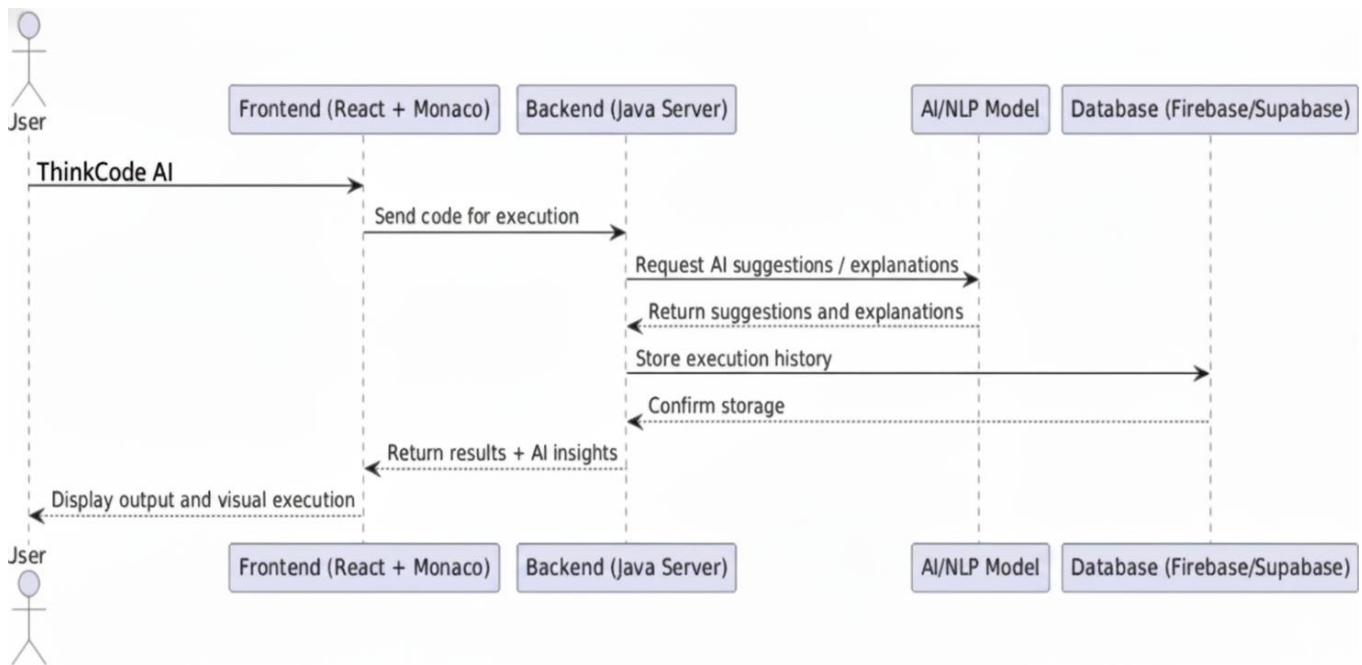 User
Frontend (React + Monaco)
Backend (Java Server)
AI/NLP Model
Database (Firebase/Supabase)
ThinkCode AI
Send code for execution
Request AI suggestions / explanations
Return suggestions and explanations
Store execution history
Confirm storage
Return results + AI insights
Display output and visual execution
User
Frontend (React + Monaco)
Backend (Java Server)
AI/NLP Model
Database (Firebase/Supabase)